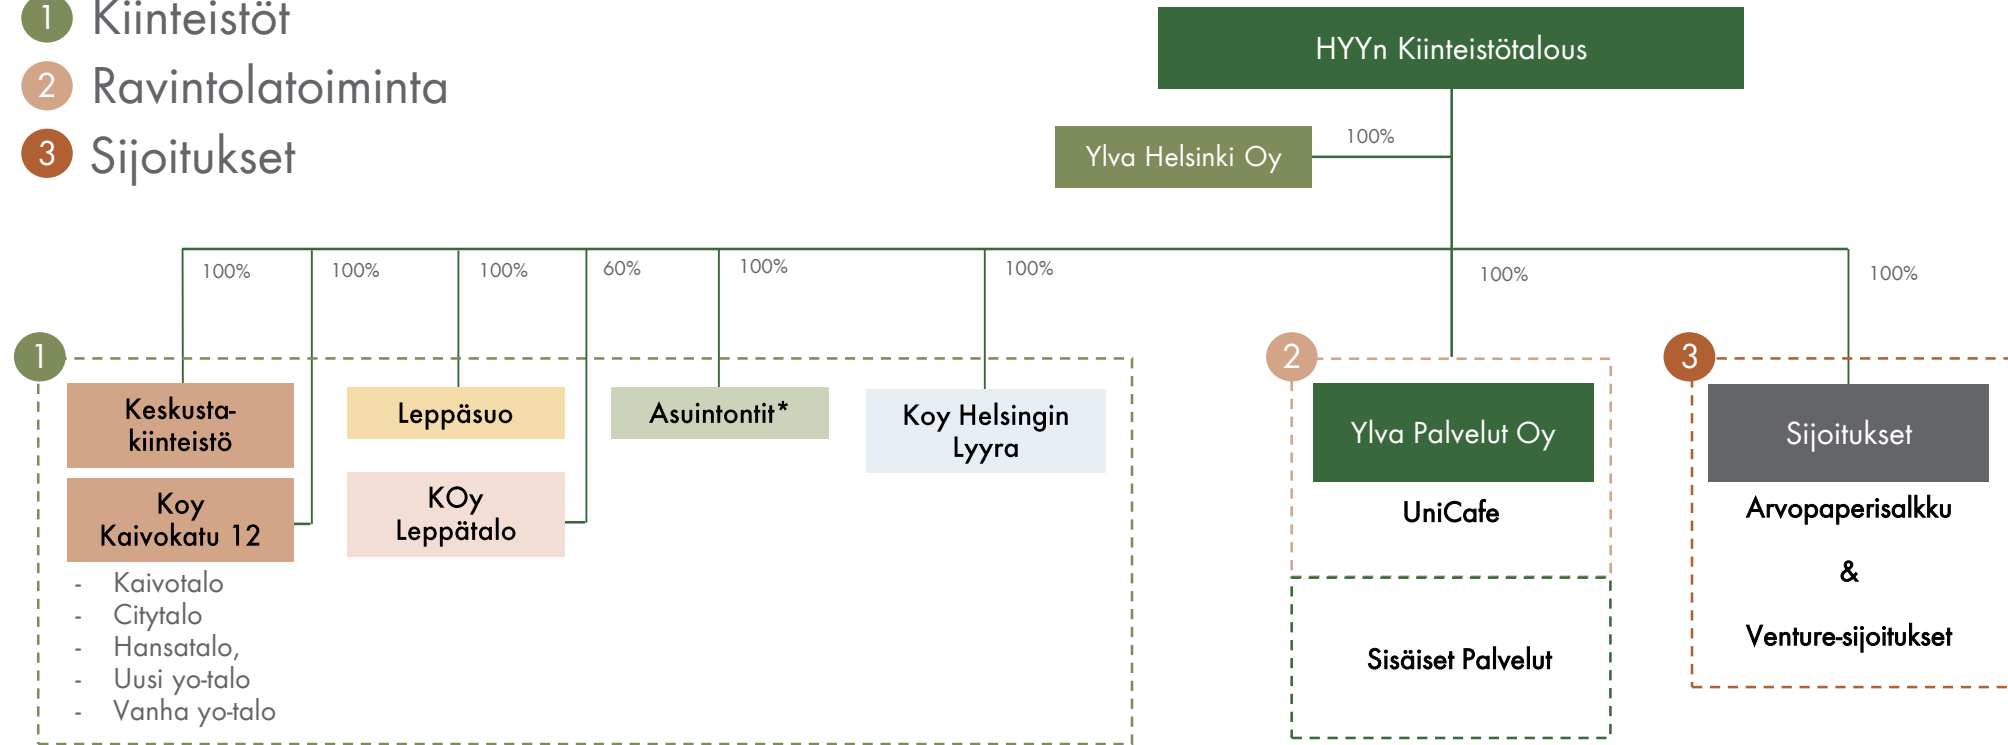 1 Kiinteistöt
2 Ravintolatoiminta
3 Sijoitukset
HYYn Kiinteistötalous
Ylva Helsinki Oy
100%
100%
100%
100%
60%
100%
100%
100%
100%
1
Keskusta-
kiinteistö
Koy
Kaivokatu 12
- Kaivotalo
- Citytalo
- Hansatalo,
- Uusi yo-talo
- Vanha yo-talo
Leppäsuo
KOy
Leppätalo
Asuintontit*
Koy Helsingin
Lyyra
2
Ylva Palvelut Oy
UniCafe
Sisäiset Palvelut
3
Sijoitukset
Arvopaperisalkku
&
Venture-sijoitukset